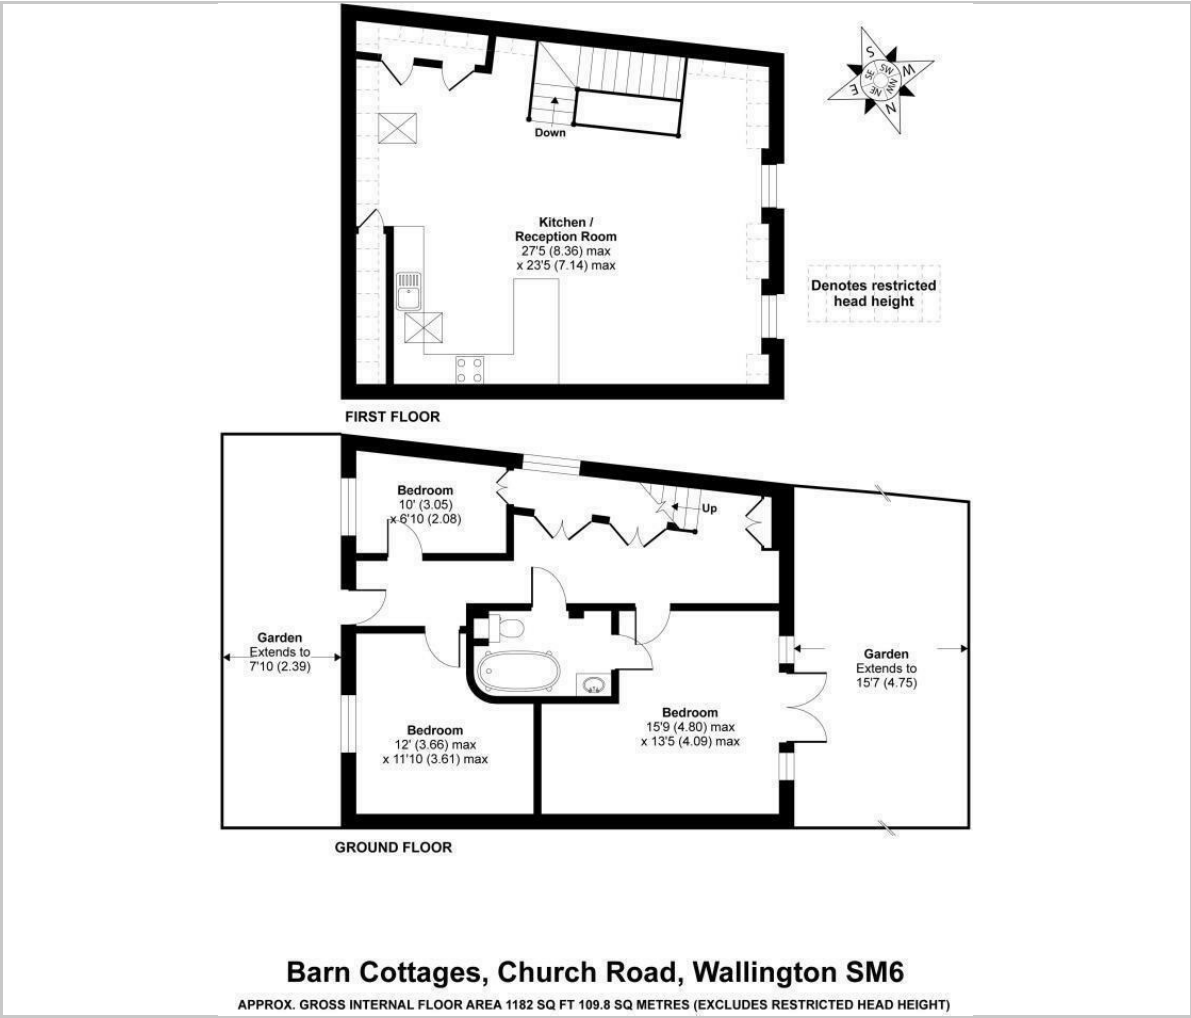 S
SW
W
SE
NW
E
NE
N
Down
Kitchen /
Reception Room
27'5 (8.36) max
x 23'5 (7.14) max
Denotes restricted
head height
FIRST FLOOR
Bedroom
10' (3.05)
x 6'10 (2.08)
Up
Garden
Extends to
7'10 (2.39)
Garden
Extends to
15'7 (4.75)
Bedroom
15'9 (4.80) max
x 13'5 (4.09) max
Bedroom
12' (3.66) max
x 11'10 (3.61) max
GROUND FLOOR
Barn Cottages, Church Road, Wallington SM6
APPROX. GROSS INTERNAL FLOOR AREA 1182 SQ FT 109.8 SQ METRES (EXCLUDES RESTRICTED HEAD HEIGHT)